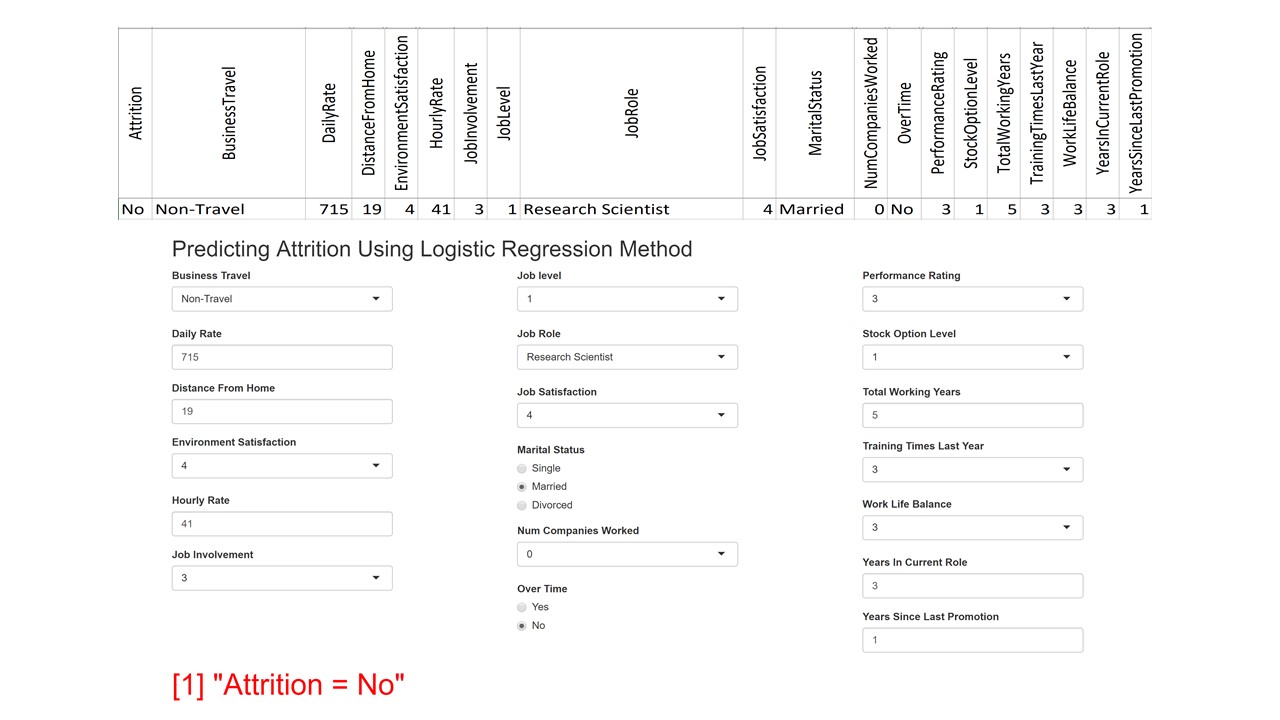 Attrition BusinessTravel DailyRate DistanceFromHome EnvironmentSatisfaction HourlyRate JobInvolvement JobLevel JobRole JobSatisfaction MaritalStatus NumCompaniesWorked OverTime PerformanceRating StockOptionLevel TotalWorkingYears TrainingTimesLastYear WorkLifeBalance YearsInCurrentRole YearsSinceLastPromotion
No Non-Travel 715 19 4 41 3 1 Research Scientist 4 Married 0 No 3 1 5 3 3 3 1
Predicting Attrition Using Logistic Regression Method
Business Travel
Non-Travel
Daily Rate
715
Distance From Home
19
Environment Satisfaction
4
Hourly Rate
41
Job Involvement
3
Job level
1
Job Role
Research Scientist
Job Satisfaction
4
Marital Status
Single
Married
Divorced
Num Companies Worked
0
Over Time
Yes
No
Performance Rating
3
Stock Option Level
1
Total Working Years
5
Training Times Last Year
3
Work Life Balance
3
Years In Current Role
3
Years Since Last Promotion
1
[1] "Attrition = No"